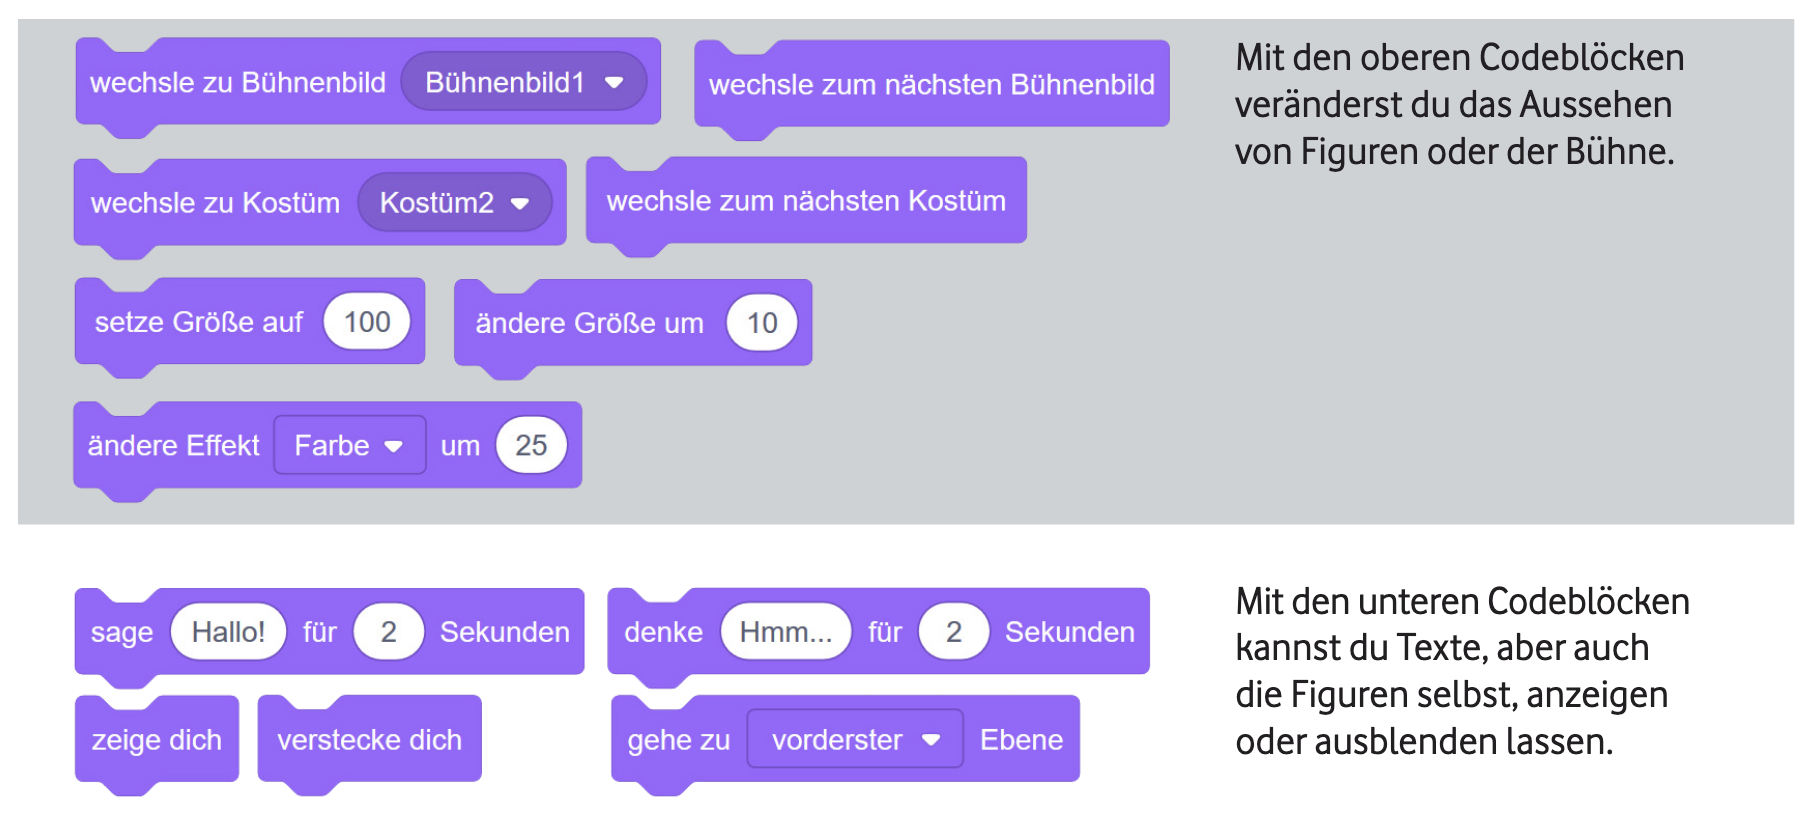 wechsle zu Bühnenbild Bühnenbild1
wechsle zum nächsten Bühnenbild
wechsle zu Kostüm Kostüm2
wechsle zum nächsten Kostüm
setze Größe auf 100
ändere Größe um 10
ändere Effekt Farbe um 25
Mit den oberen Codeblöcken
veränderst du das Aussehen
von Figuren oder der Bühne.
sage Hallo! für 2 Sekunden
denke Hmm... für 2 Sekunden
zeige dich
verstecke dich
gehe zu vorderster Ebene
Mit den unteren Codeblöcken
kannst du Texte, aber auch
die Figuren selbst, anzeigen
oder ausblenden lassen.